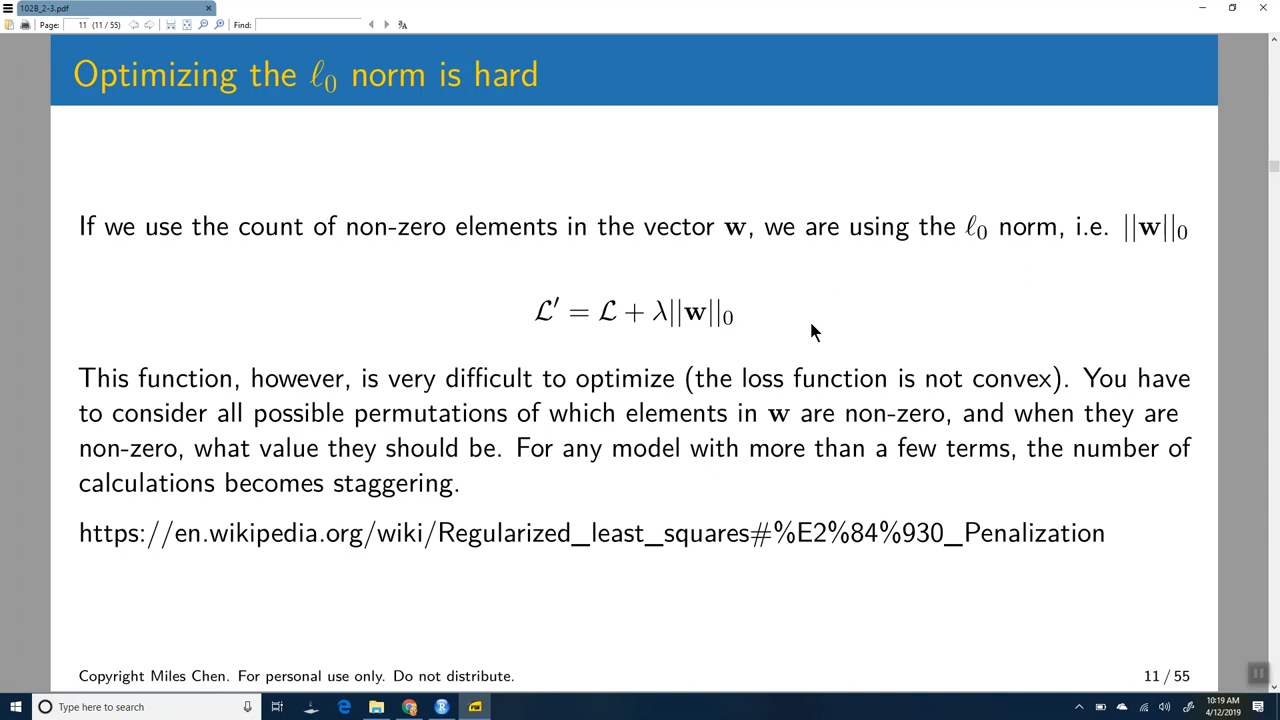 102B_2-3.pdf
Page: 11 (11 / 55) Find:
Optimizing the ℓ₀ norm is hard
If we use the count of non-zero elements in the vector w, we are using the ℓ₀ norm, i.e. ||w||₀
ℒ′ = ℒ + λ||w||₀
This function, however, is very difficult to optimize (the loss function is not convex). You have
to consider all possible permutations of which elements in w are non-zero, and when they are
non-zero, what value they should be. For any model with more than a few terms, the number of
calculations becomes staggering.
https://en.wikipedia.org/wiki/Regularized_least_squares#%E2%84%930_Penalization
Copyright Miles Chen. For personal use only. Do not distribute. 11 / 55
Type here to search
10:19 AM
4/12/2019